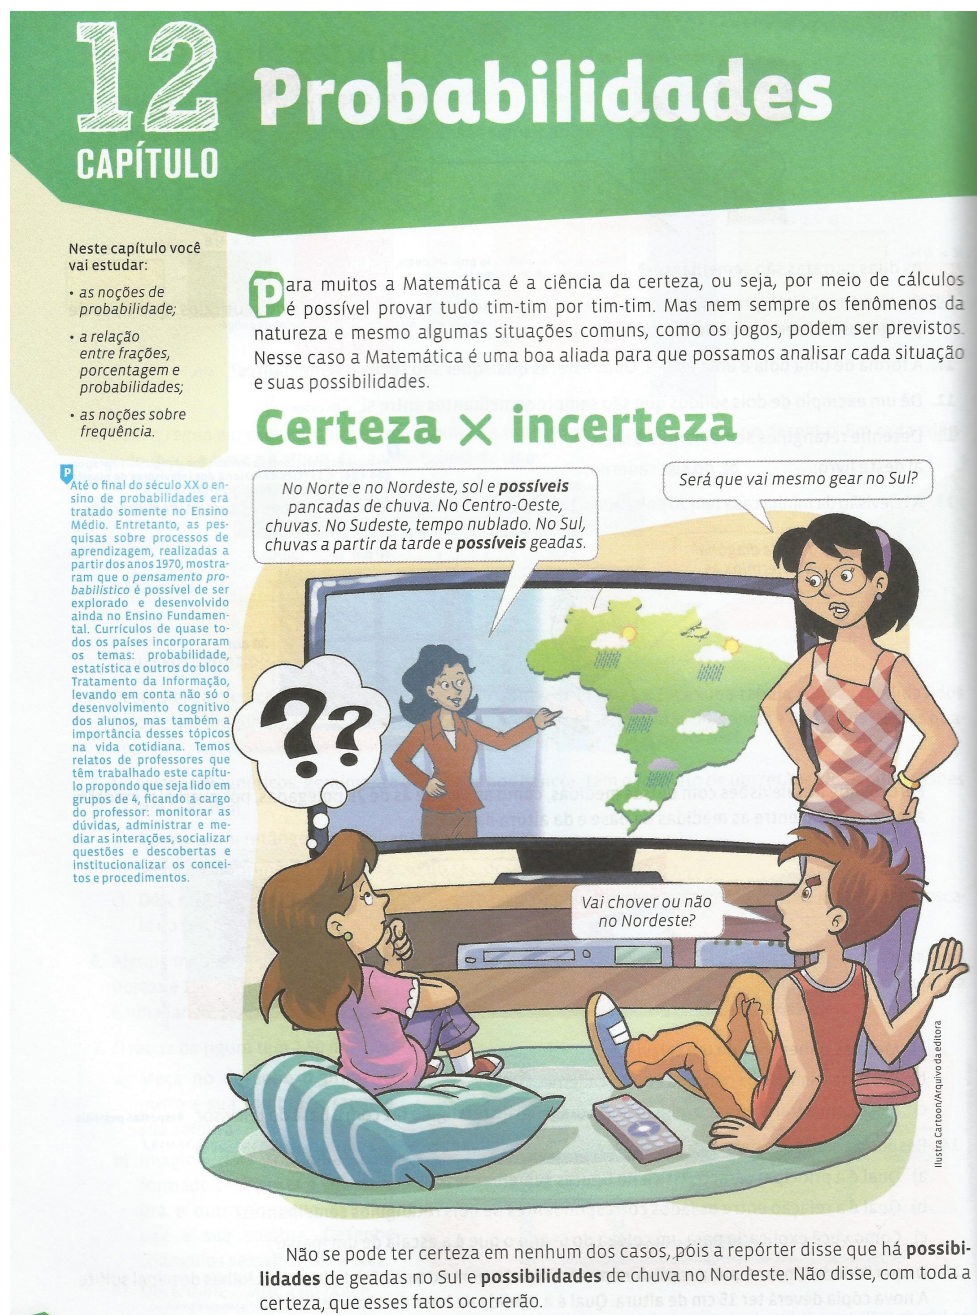 12
CAPÍTULO
Probabilidades
Neste capítulo você
vai estudar:
• as noções de
probabilidade;
• a relação
entre frações,
porcentagem e
probabilidades;
• as noções sobre
frequência.
P
Até o final do século XX o en-
sino de probabilidades era
tratado somente no Ensino
Médio. Entretanto, as pes-
quisas sobre processos de
aprendizagem, realizadas a
partir dos anos 1970, mostra-
ram que o pensamento pro-
babilístico é possível de ser
explorado e desenvolvido
ainda no Ensino Fundamen-
tal. Currículos de quase to-
dos os países incorporaram
os temas: probabilidade,
estatística e outros do bloco
Tratamento da Informação,
levando em conta não só o
desenvolvimento cognitivo
dos alunos, mas também a
importância desses tópicos
na vida cotidiana. Temos
relatos de professores que
têm trabalhado este capítu-
lo propondo que seja lido em
grupos de 4, ficando a cargo
do professor: monitorar as
dúvidas, administrar e me-
diar as interações, socializar
questões e descobertas e
institucionalizar os concei-
tos e procedimentos.
Para muitos a Matemática é a ciência da certeza, ou seja, por meio de cálculos
é possível provar tudo tim-tim por tim-tim. Mas nem sempre os fenômenos da
natureza e mesmo algumas situações comuns, como os jogos, podem ser previstos.
Nesse caso a Matemática é uma boa aliada para que possamos analisar cada situação
e suas possibilidades.
Certeza × incerteza
No Norte e no Nordeste, sol e possíveis
pancadas de chuva. No Centro-Oeste,
chuvas. No Sudeste, tempo nublado. No Sul,
chuvas a partir da tarde e possíveis geadas.
Será que vai mesmo gear no Sul?
??
Vai chover ou não
no Nordeste?
Ilustra Cartoon/Arquivo da editora
Não se pode ter certeza em nenhum dos casos, pois a repórter disse que há possibi-
lidades de geadas no Sul e possibilidades de chuva no Nordeste. Não disse, com toda a
certeza, que esses fatos ocorrerão.